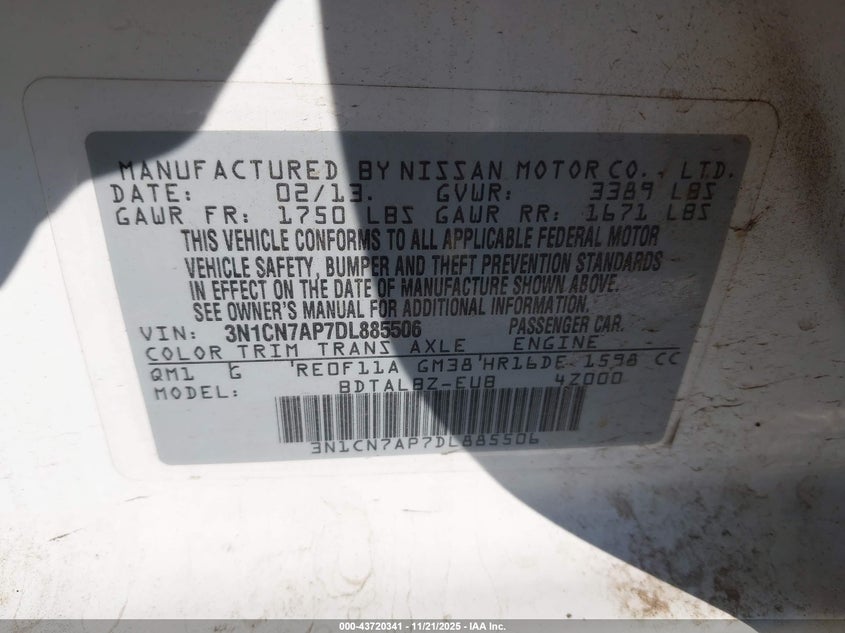 MANUFACTURED BY NISSAN MOTOR CO., LTD.
DATE: 02/13. GVWR: 3389 LBS
GAWR FR: 1750 LBS GAWR RR: 1671 LBS
THIS VEHICLE CONFORMS TO ALL APPLICABLE FEDERAL MOTOR
VEHICLE SAFETY, BUMPER AND THEFT PREVENTION STANDARDS
IN EFFECT ON THE DATE OF MANUFACTURE SHOWN ABOVE.
SEE OWNER'S MANUAL FOR ADDITIONAL INFORMATION.
VIN: 3N1CN7AP7DL885506 PASSENGER CAR.
COLOR TRIM TRANS AXLE ENGINE
QM1 G RE0F11A GM38 HR16DE 1598 CC
MODEL: BDTALBZ-EUB 4Z000
3N1CN7AP7DL885506
000-43720341 - 11/21/2025 - IAA Inc.